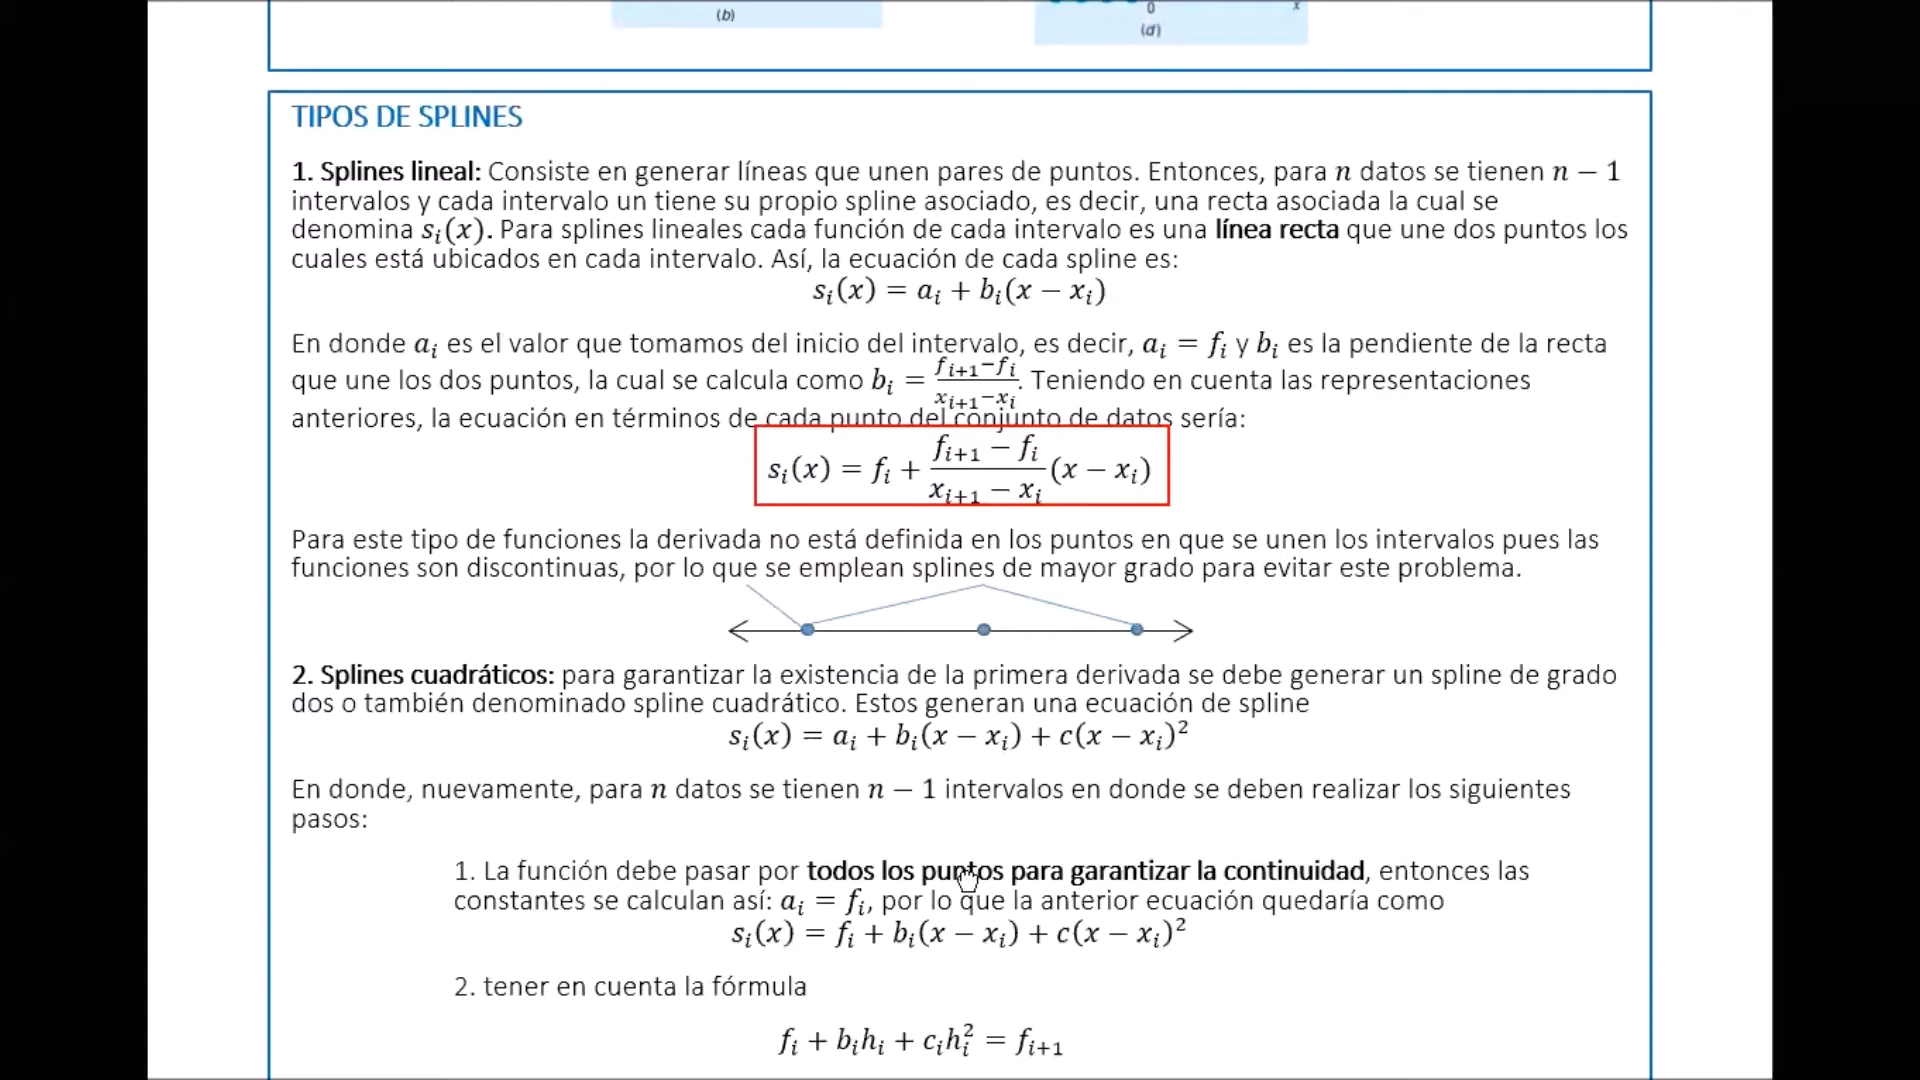 (b)
0
x
(d)
TIPOS DE SPLINES
1. Splines lineal: Consiste en generar líneas que unen pares de puntos. Entonces, para n datos se tienen n − 1
intervalos y cada intervalo un tiene su propio spline asociado, es decir, una recta asociada la cual se
denomina sᵢ(x). Para splines lineales cada función de cada intervalo es una línea recta que une dos puntos los
cuales está ubicados en cada intervalo. Así, la ecuación de cada spline es:
sᵢ(x) = aᵢ + bᵢ(x − xᵢ)
En donde aᵢ es el valor que tomamos del inicio del intervalo, es decir, aᵢ = fᵢ y bᵢ es la pendiente de la recta
que une los dos puntos, la cual se calcula como bᵢ = (fᵢ₊₁−fᵢ)/(xᵢ₊₁−xᵢ). Teniendo en cuenta las representaciones
anteriores, la ecuación en términos de cada punto del conjunto de datos sería:
sᵢ(x) = fᵢ + (fᵢ₊₁ − fᵢ)/(xᵢ₊₁ − xᵢ) (x − xᵢ)
Para este tipo de funciones la derivada no está definida en los puntos en que se unen los intervalos pues las
funciones son discontinuas, por lo que se emplean splines de mayor grado para evitar este problema.
2. Splines cuadráticos: para garantizar la existencia de la primera derivada se debe generar un spline de grado
dos o también denominado spline cuadrático. Estos generan una ecuación de spline
sᵢ(x) = aᵢ + bᵢ(x − xᵢ) + c(x − xᵢ)²
En donde, nuevamente, para n datos se tienen n − 1 intervalos en donde se deben realizar los siguientes
pasos:
1. La función debe pasar por todos los puntos para garantizar la continuidad, entonces las
constantes se calculan así: aᵢ = fᵢ, por lo que la anterior ecuación quedaría como
sᵢ(x) = fᵢ + bᵢ(x − xᵢ) + c(x − xᵢ)²
2. tener en cuenta la fórmula
fᵢ + bᵢhᵢ + cᵢhᵢ² = fᵢ₊₁